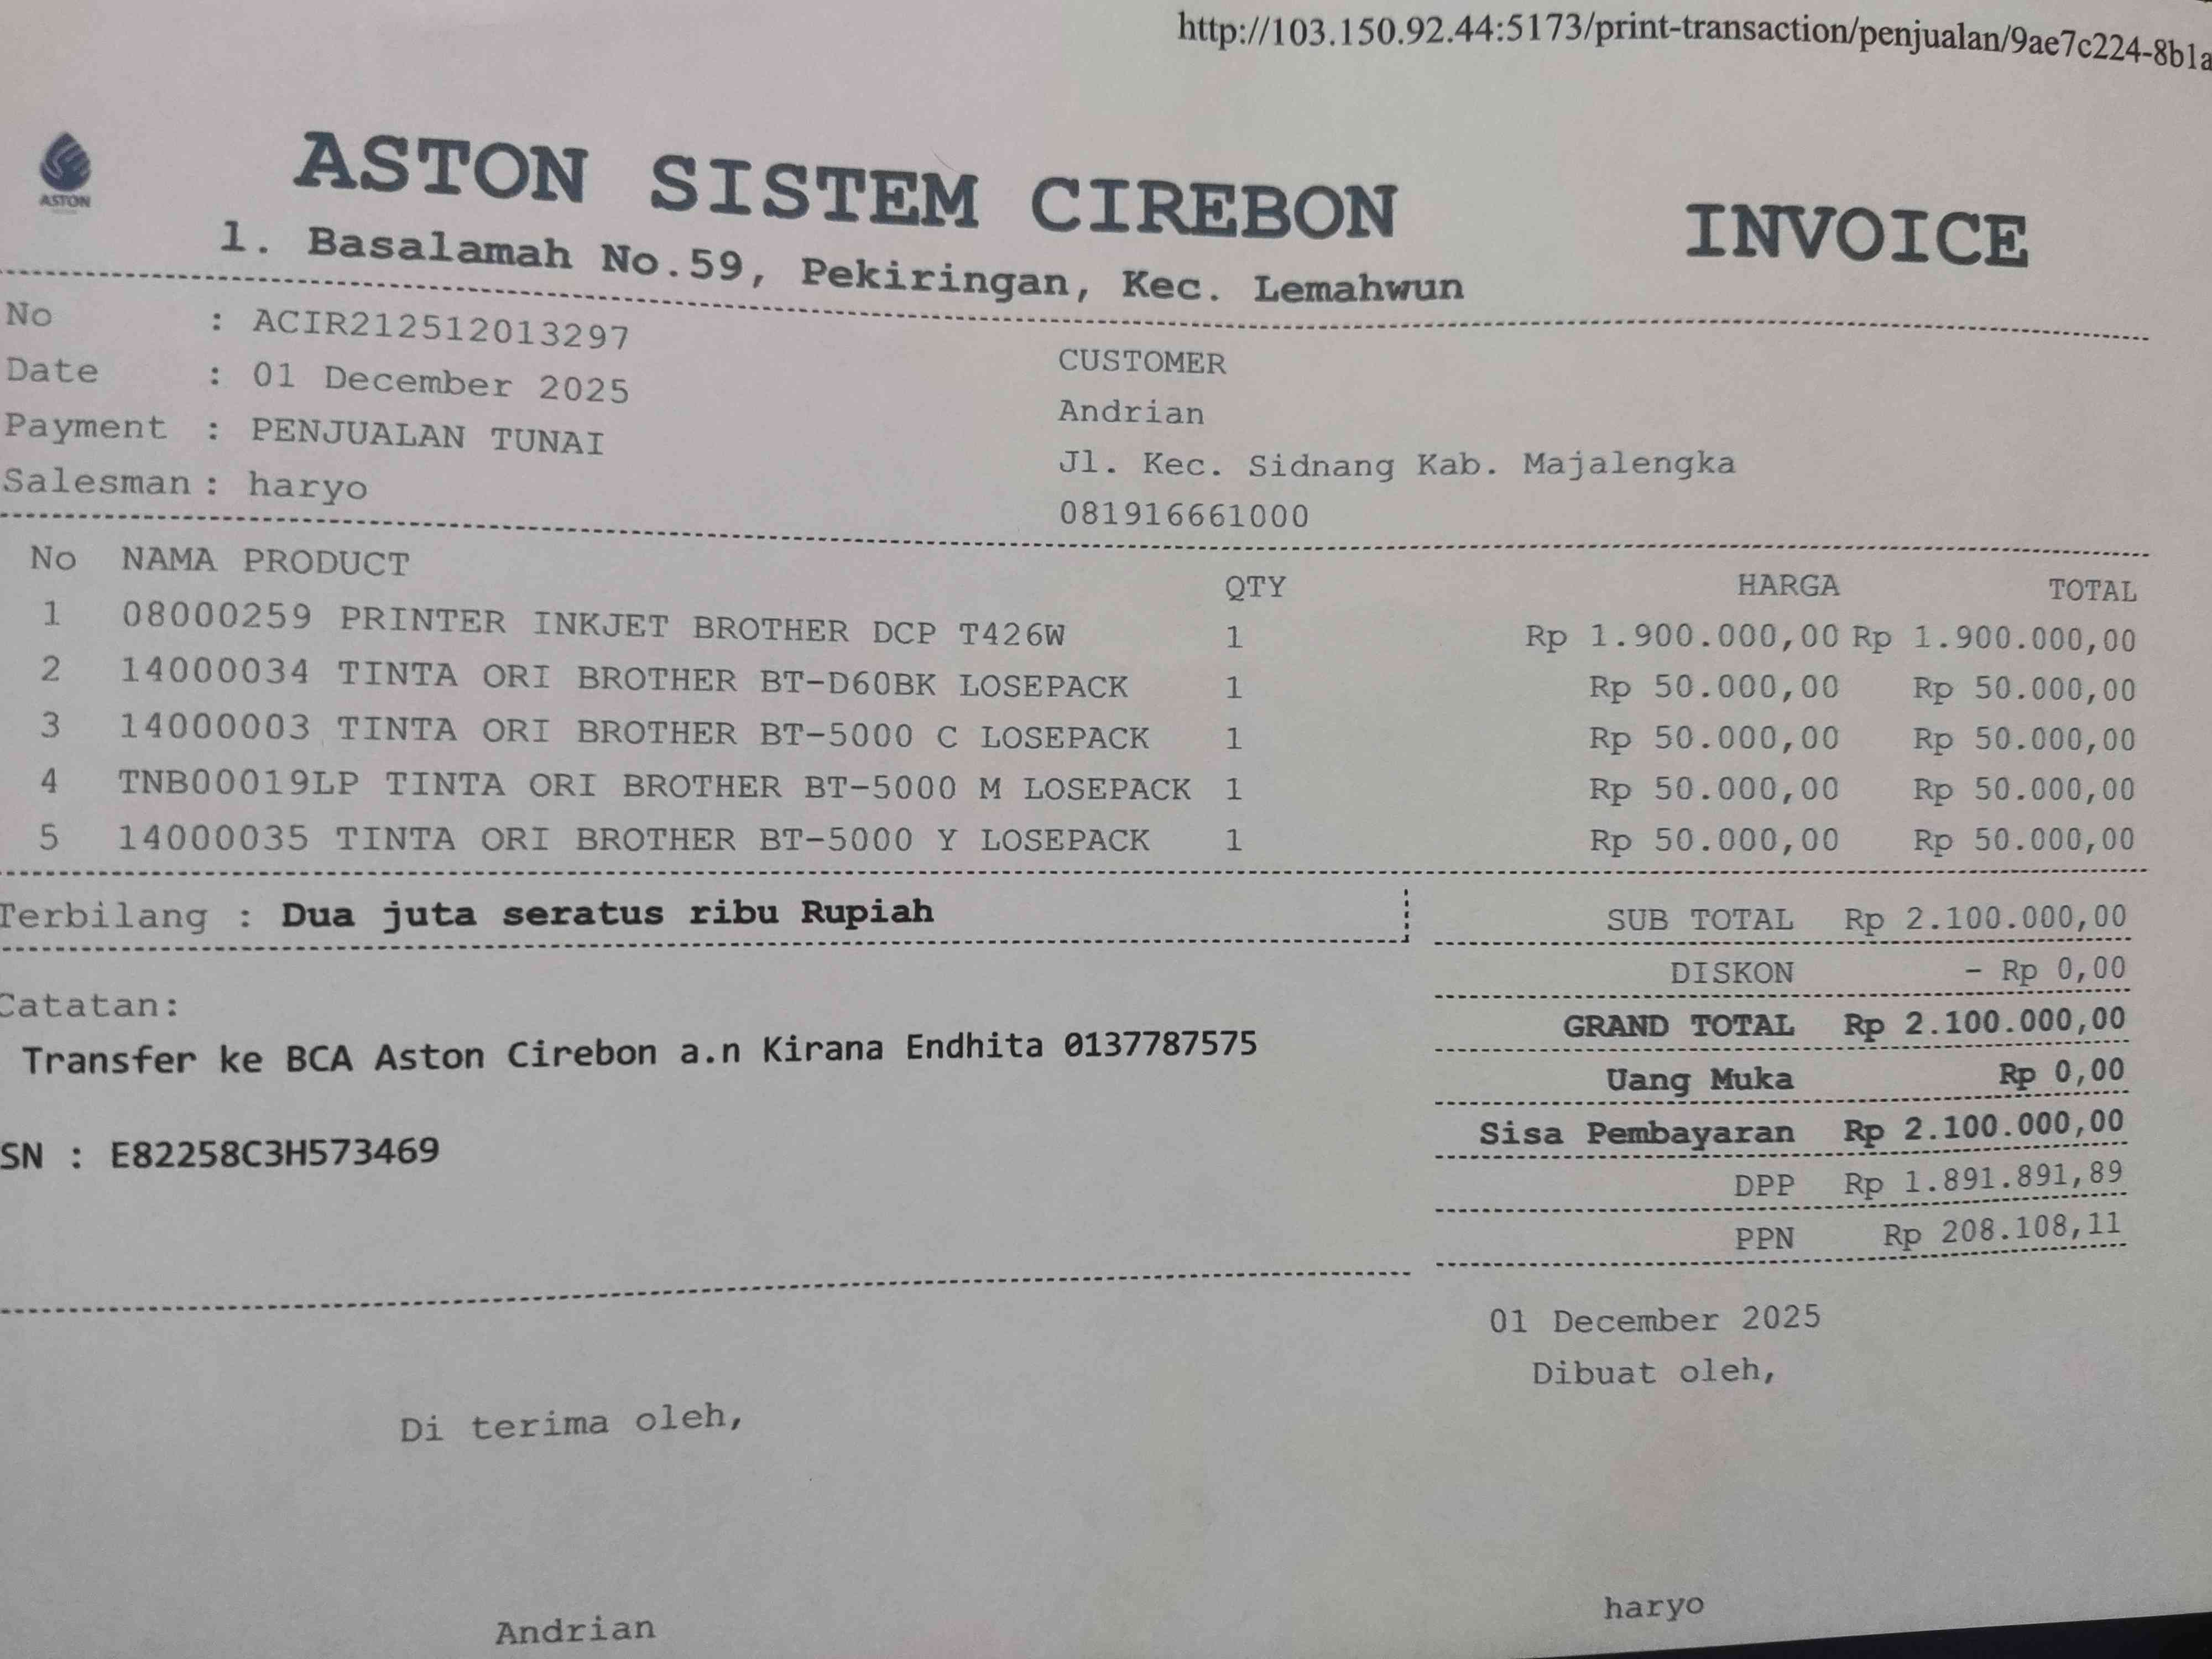 http://103.150.92.44:5173/print-transaction/penjualan/9ae7c224-8b1a
ASTON
ASTON SISTEM CIREBON
INVOICE
l. Basalamah No.59, Pekiringan, Kec. Lemahwun
No : ACIR212512013297
Date : 01 December 2025
Payment : PENJUALAN TUNAI
Salesman : haryo
CUSTOMER
Andrian
Jl. Kec. Sidnang Kab. Majalengka
081916661000
No NAMA PRODUCT QTY HARGA TOTAL
1 08000259 PRINTER INKJET BROTHER DCP T426W 1 Rp 1.900.000,00 Rp 1.900.000,00
2 14000034 TINTA ORI BROTHER BT-D60BK LOSEPACK 1 Rp 50.000,00 Rp 50.000,00
3 14000003 TINTA ORI BROTHER BT-5000 C LOSEPACK 1 Rp 50.000,00 Rp 50.000,00
4 TNB00019LP TINTA ORI BROTHER BT-5000 M LOSEPACK 1 Rp 50.000,00 Rp 50.000,00
5 14000035 TINTA ORI BROTHER BT-5000 Y LOSEPACK 1 Rp 50.000,00 Rp 50.000,00
Terbilang : Dua juta seratus ribu Rupiah
SUB TOTAL Rp 2.100.000,00
DISKON - Rp 0,00
GRAND TOTAL Rp 2.100.000,00
Uang Muka Rp 0,00
Sisa Pembayaran Rp 2.100.000,00
DPP Rp 1.891.891,89
PPN Rp 208.108,11
Catatan:
Transfer ke BCA Aston Cirebon a.n Kirana Endhita 0137787575
SN : E82258C3H573469
01 December 2025
Dibuat oleh,
Di terima oleh,
haryo
Andrian